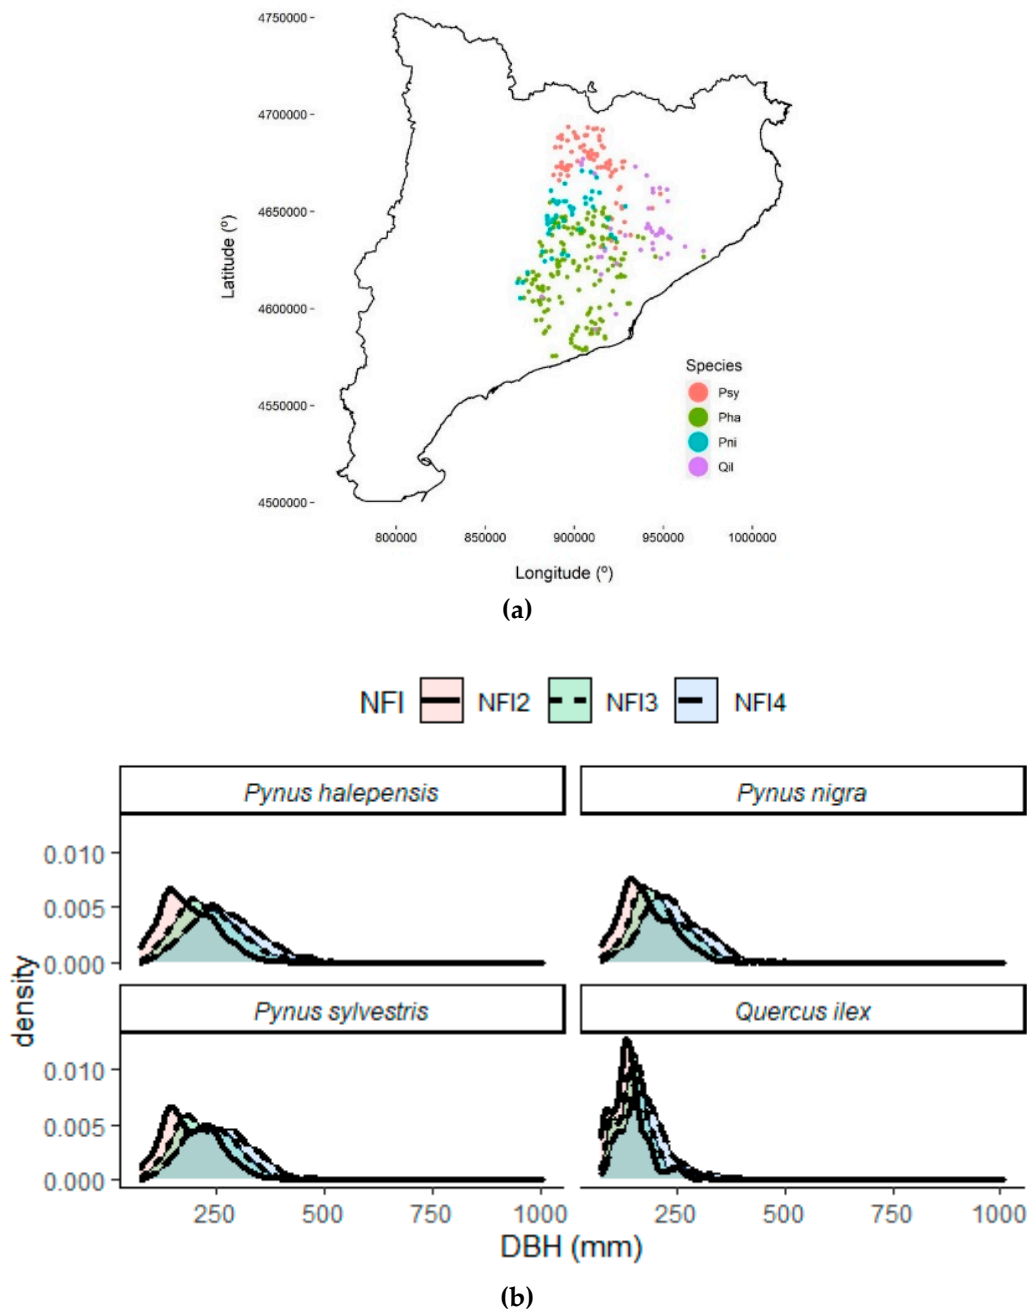 4750000
4700000
4650000
4600000
4550000
4500000
Latitude (º)
800000 850000 900000 950000 1000000
Longitude (º)
Species
Psy
Pha
Pni
Qil
(a)
NFI NFI2 NFI3 NFI4
Pynus halepensis Pynus nigra
0.010
0.005
0.000
Pynus sylvestris Quercus ilex
0.010
0.005
0.000
density
250 500 750 1000 250 500 750 1000
DBH (mm)
(b)